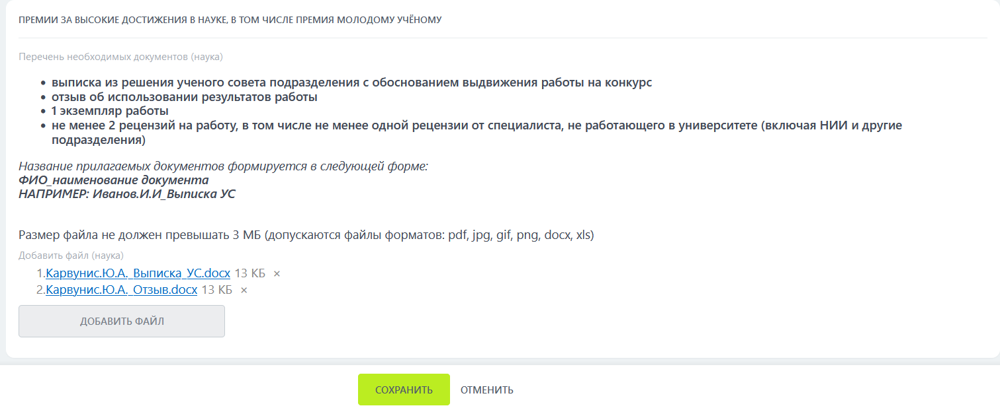 ПРЕМИИ ЗА ВЫСОКИЕ ДОСТИЖЕНИЯ В НАУКЕ, В ТОМ ЧИСЛЕ ПРЕМИЯ МОЛОДОМУ УЧЁНОМУ
Перечень необходимых документов (наука)
• выписка из решения ученого совета подразделения с обоснованием выдвижения работы на конкурс
• отзыв об использовании результатов работы
• 1 экземпляр работы
• не менее 2 рецензий на работу, в том числе не менее одной рецензии от специалиста, не работающего в университете (включая НИИ и другие
подразделения)
Название прилагаемых документов формируется в следующей форме:
ФИО_наименование документа
НАПРИМЕР: Иванов.И.И_Выписка УС
Размер файла не должен превышать 3 МБ (допускаются файлы форматов: pdf, jpg, gif, png, docx, xls)
Добавить файл (наука)
1.Карвунис.Ю.А._Выписка_УС.docx 13 КБ ×
2.Карвунис.Ю.А._Отзыв.docx 13 КБ ×
ДОБАВИТЬ ФАЙЛ
СОХРАНИТЬ ОТМЕНИТЬ